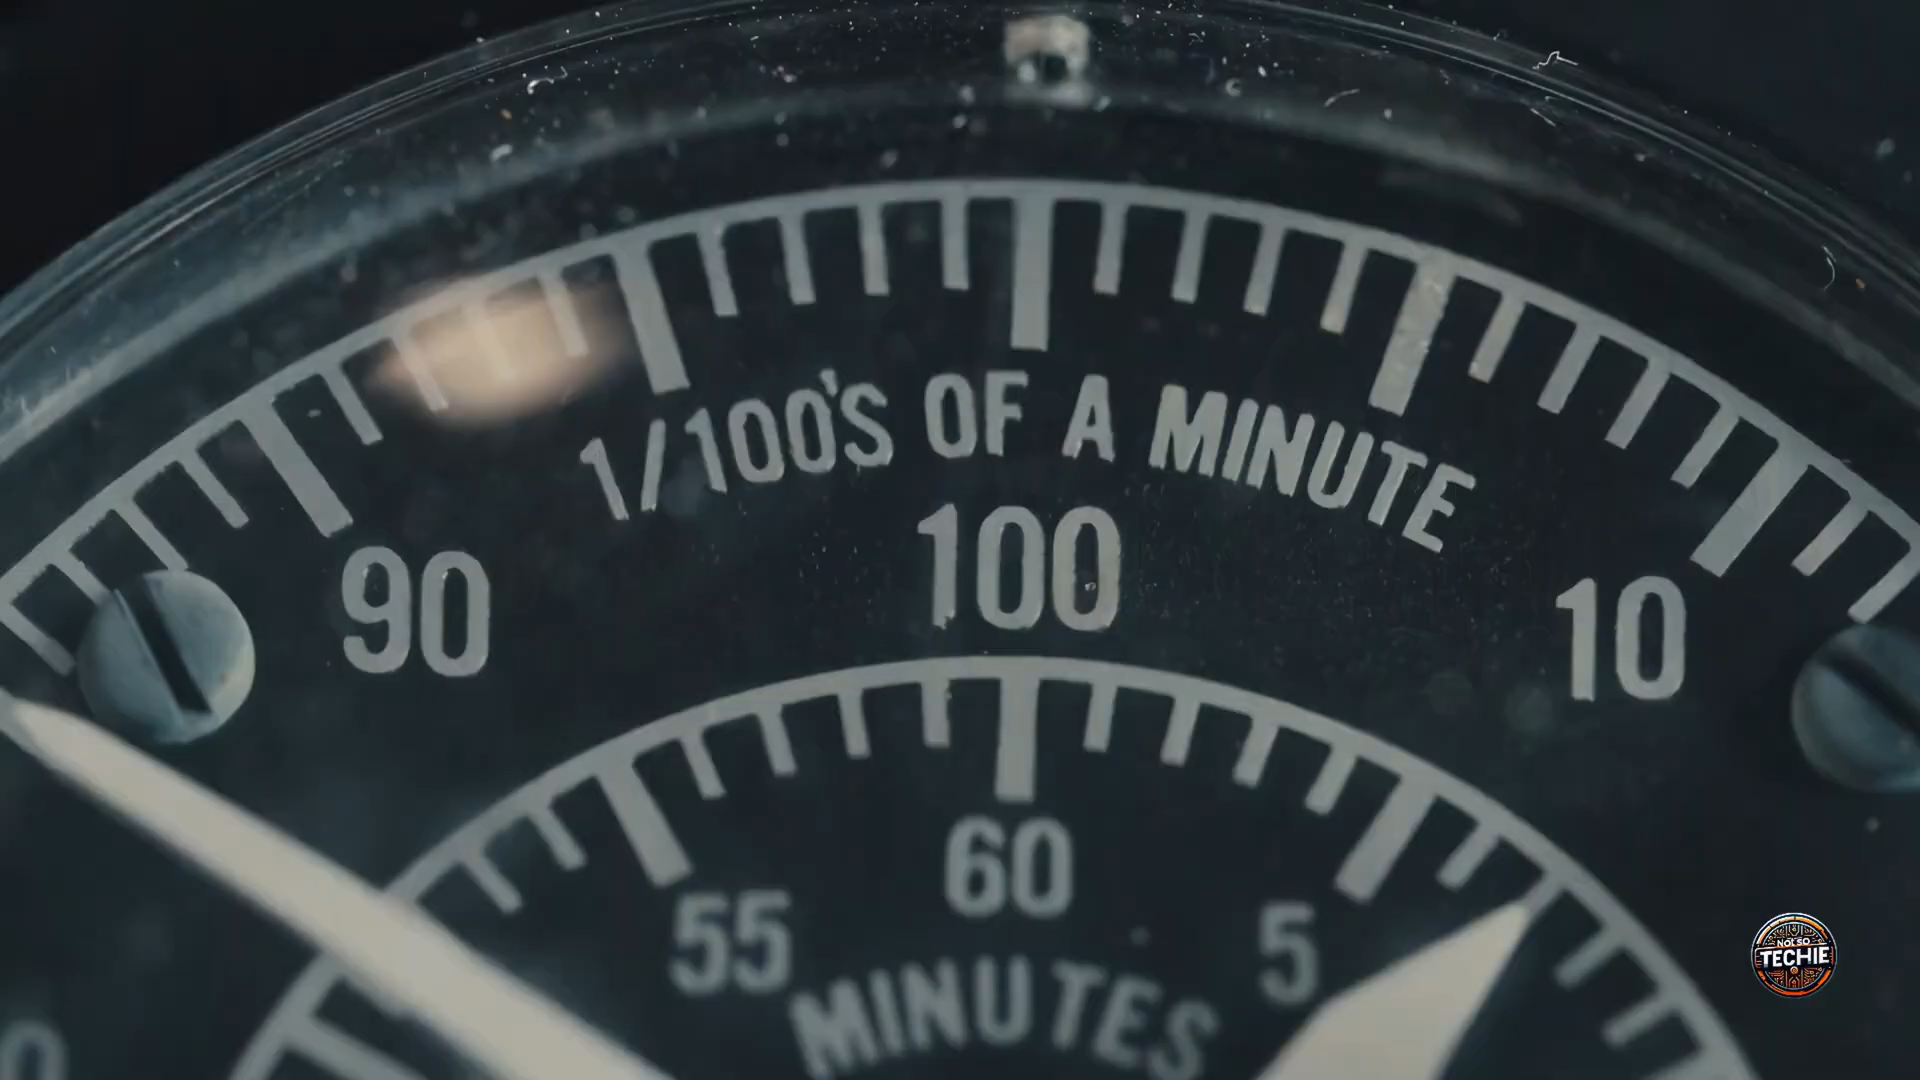 1/100'S OF A MINUTE
90 100 10
60
55 5
MINUTES
NOT SO
TECHIE